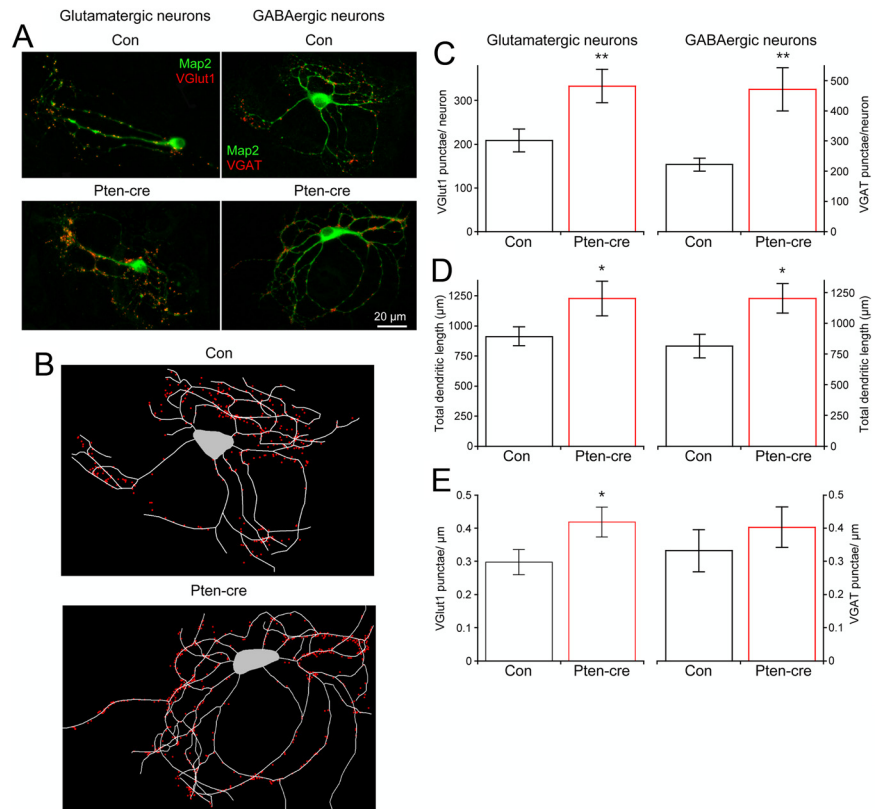 Glutamatergic neurons
GABAergic neurons
A
Con
Con
Map2
VGlut1
Map2
VGAT
Pten-cre
Pten-cre
20 µm
B
Con
Pten-cre
C
Glutamatergic neurons
GABAergic neurons
VGlut1 punctae/ neuron
300
200
100
0
**
**
500
400
300
200
100
0
VGAT punctae/neuron
Con
Pten-cre
Con
Pten-cre
D
Total dendritic length (µm)
1250
1000
750
500
250
0
*
*
1250
1000
750
500
250
0
Total dendritic length (µm)
Con
Pten-cre
Con
Pten-cre
E
VGlut1 punctae/ µm
0.5
0.4
0.3
0.2
0.1
0
*
0.5
0.4
0.3
0.2
0.1
0
VGAT punctae/ µm
Con
Pten-cre
Con
Pten-cre